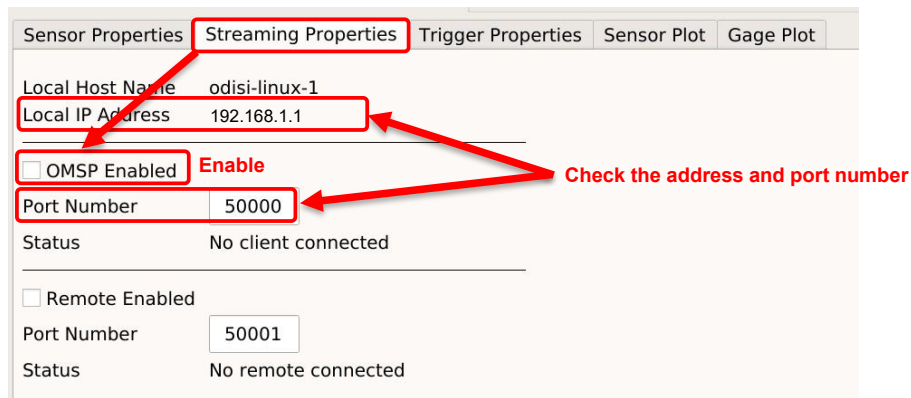 Sensor Properties Streaming Properties Trigger Properties Sensor Plot Gage Plot
Local Host Name odisi-linux-1
Local IP Address 192.168.1.1
OMSP Enabled Enable
Check the address and port number
Port Number 50000
Status No client connected
Remote Enabled
Port Number 50001
Status No remote connected